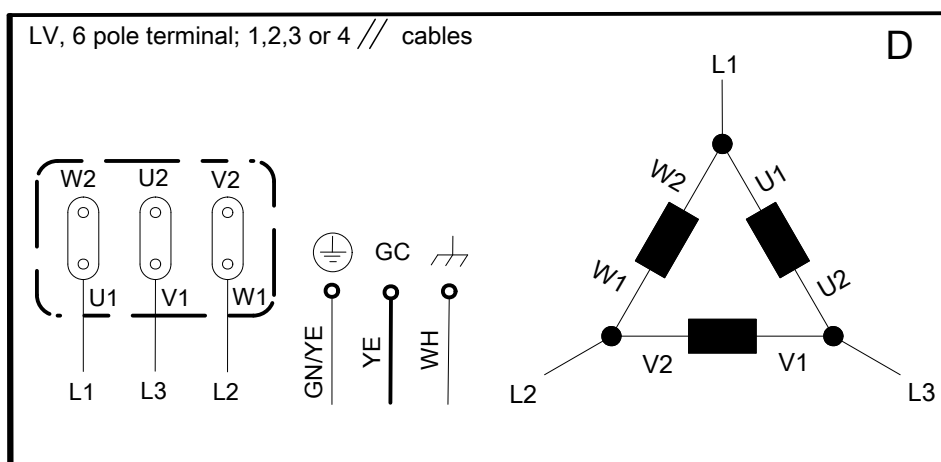 LV, 6 pole terminal; 1,2,3 or 4 // cables
D
W2 U2 V2
U1 V1 W1
L1 L3 L2
GC
GN/YE YE WH
L1
W2 U1
W1 U2
V2 V1
L2 L3